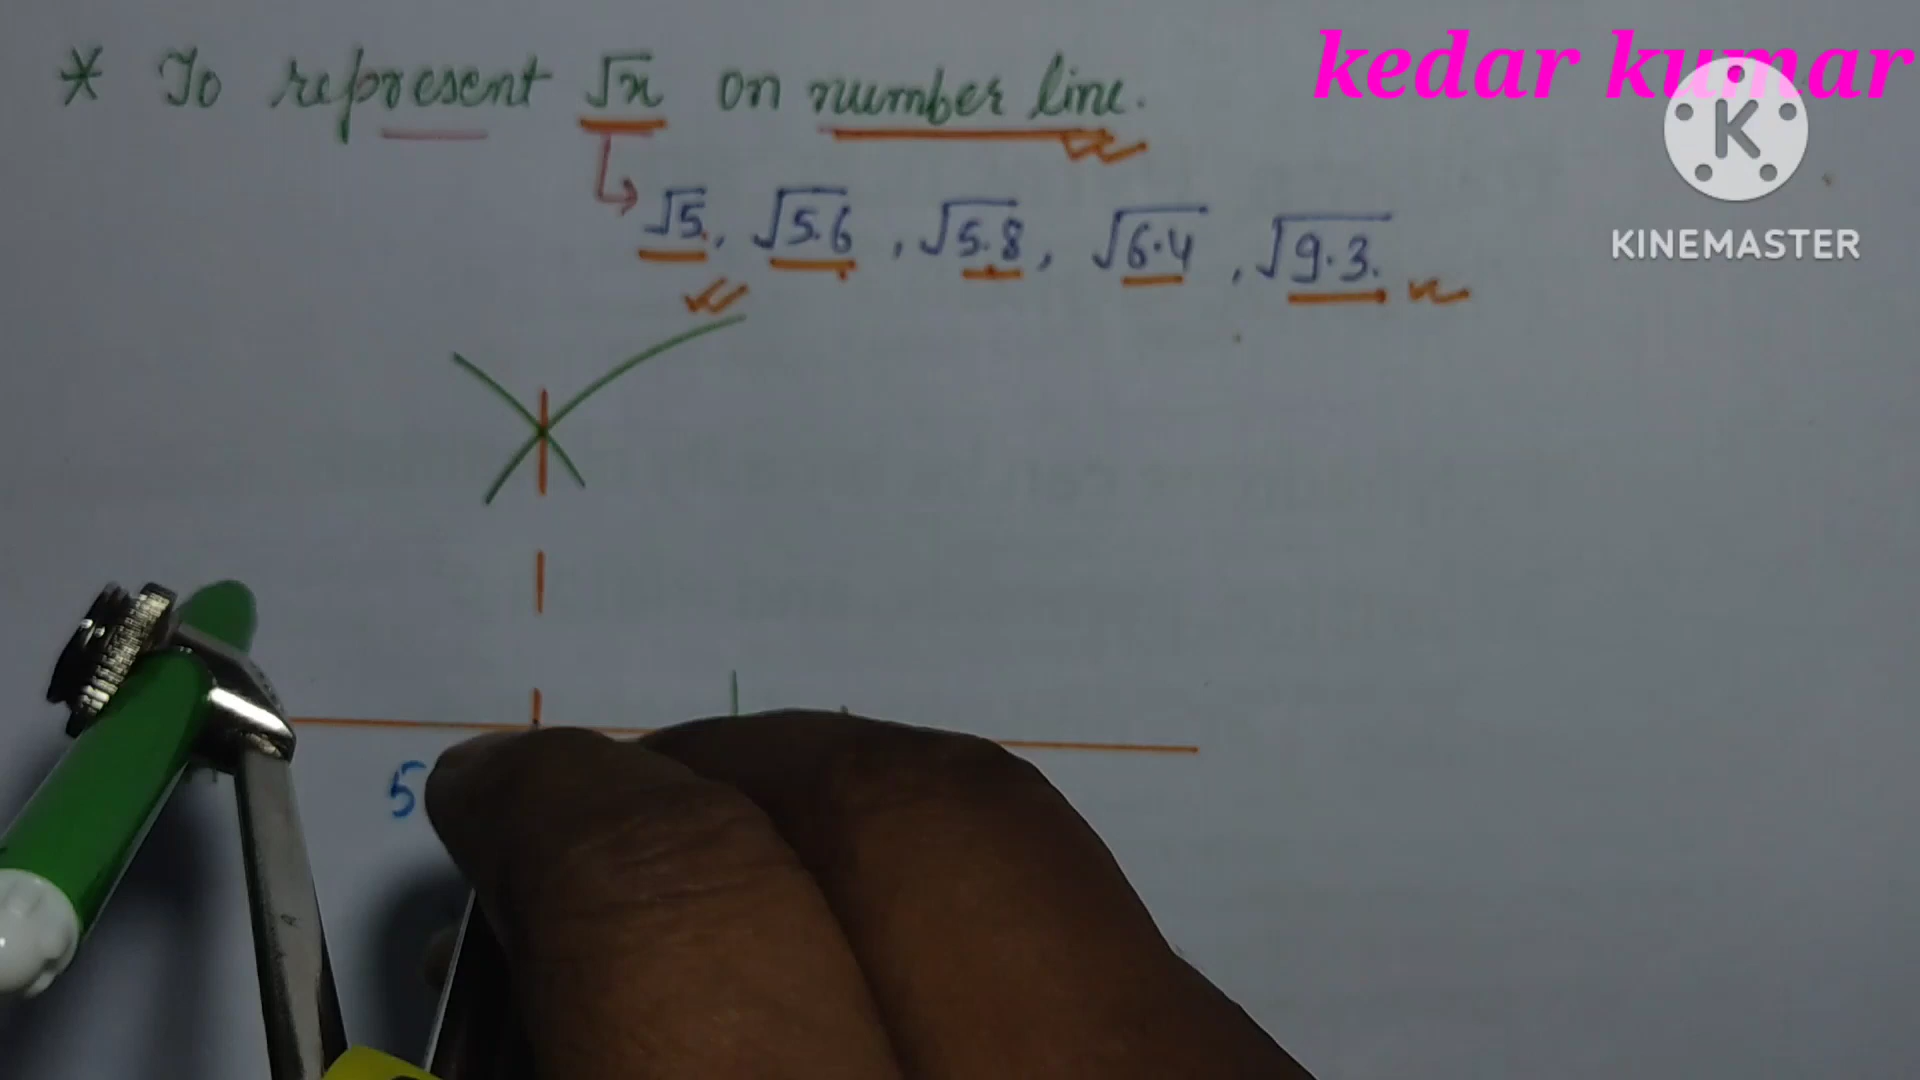 * To represent √x on number line.
kedar kumar
K
KINEMASTER
√5, √5.6, √5.8, √6.4, √9.3.
5